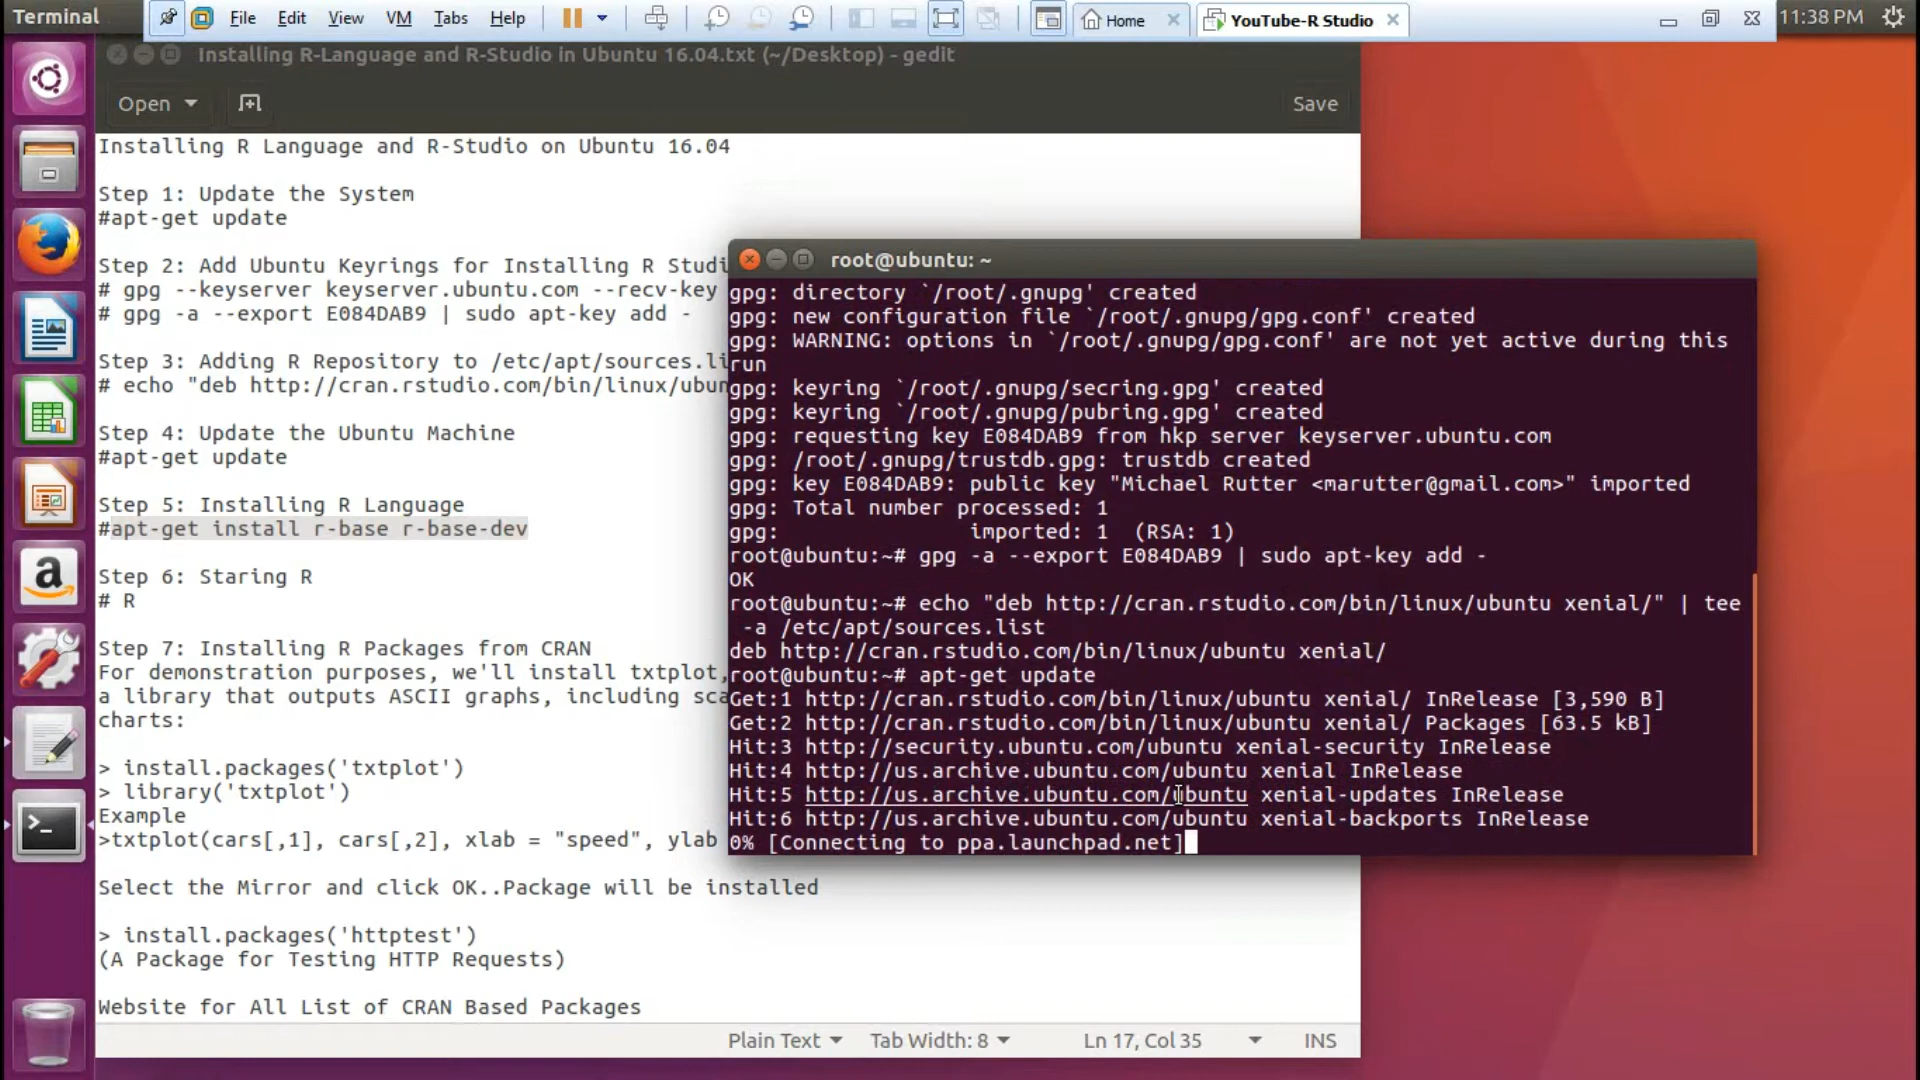 Terminal
File Edit View VM Tabs Help
Home
YouTube-R Studio
11:38 PM
Installing R-Language and R-Studio in Ubuntu 16.04.txt (~/Desktop) - gedit
Open
Save
Installing R Language and R-Studio on Ubuntu 16.04
Step 1: Update the System
#apt-get update
Step 2: Add Ubuntu Keyrings for Installing R Studi
# gpg --keyserver keyserver.ubuntu.com --recv-key
# gpg -a --export E084DAB9 | sudo apt-key add -
Step 3: Adding R Repository to /etc/apt/sources.li
# echo "deb http://cran.rstudio.com/bin/linux/ubun
Step 4: Update the Ubuntu Machine
#apt-get update
Step 5: Installing R Language
#apt-get install r-base r-base-dev
Step 6: Staring R
# R
Step 7: Installing R Packages from CRAN
For demonstration purposes, we'll install txtplot,
a library that outputs ASCII graphs, including sca
charts:
> install.packages('txtplot')
> library('txtplot')
Example
>txtplot(cars[,1], cars[,2], xlab = "speed", ylab
Select the Mirror and click OK..Package will be installed
> install.packages('httptest')
(A Package for Testing HTTP Requests)
Website for All List of CRAN Based Packages
Plain Text
Tab Width: 8
Ln 17, Col 35
INS
root@ubuntu: ~
gpg: directory `/root/.gnupg' created
gpg: new configuration file `/root/.gnupg/gpg.conf' created
gpg: WARNING: options in `/root/.gnupg/gpg.conf' are not yet active during this
run
gpg: keyring `/root/.gnupg/secring.gpg' created
gpg: keyring `/root/.gnupg/pubring.gpg' created
gpg: requesting key E084DAB9 from hkp server keyserver.ubuntu.com
gpg: /root/.gnupg/trustdb.gpg: trustdb created
gpg: key E084DAB9: public key "Michael Rutter <marutter@gmail.com>" imported
gpg: Total number processed: 1
gpg: imported: 1 (RSA: 1)
root@ubuntu:~# gpg -a --export E084DAB9 | sudo apt-key add -
OK
root@ubuntu:~# echo "deb http://cran.rstudio.com/bin/linux/ubuntu xenial/" | tee
-a /etc/apt/sources.list
deb http://cran.rstudio.com/bin/linux/ubuntu xenial/
root@ubuntu:~# apt-get update
Get:1 http://cran.rstudio.com/bin/linux/ubuntu xenial/ InRelease [3,590 B]
Get:2 http://cran.rstudio.com/bin/linux/ubuntu xenial/ Packages [63.5 kB]
Hit:3 http://security.ubuntu.com/ubuntu xenial-security InRelease
Hit:4 http://us.archive.ubuntu.com/ubuntu xenial InRelease
Hit:5 http://us.archive.ubuntu.com/ubuntu xenial-updates InRelease
Hit:6 http://us.archive.ubuntu.com/ubuntu xenial-backports InRelease
0% [Connecting to ppa.launchpad.net]